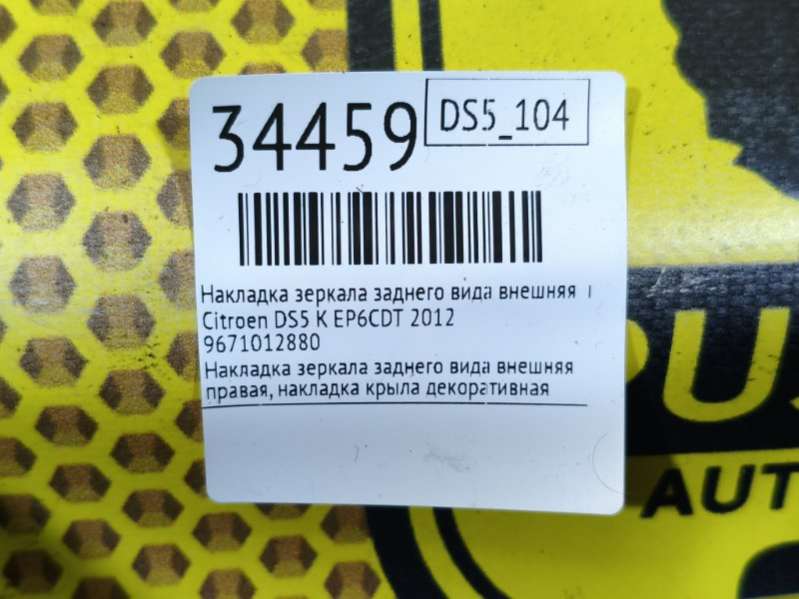 34459
DS5_104
Накладка зеркала заднего вида внешняя
Citroen DS5 K EP6CDT 2012
9671012880
Накладка зеркала заднего вида внешняя
правая, накладка крыла декоративная
AUT